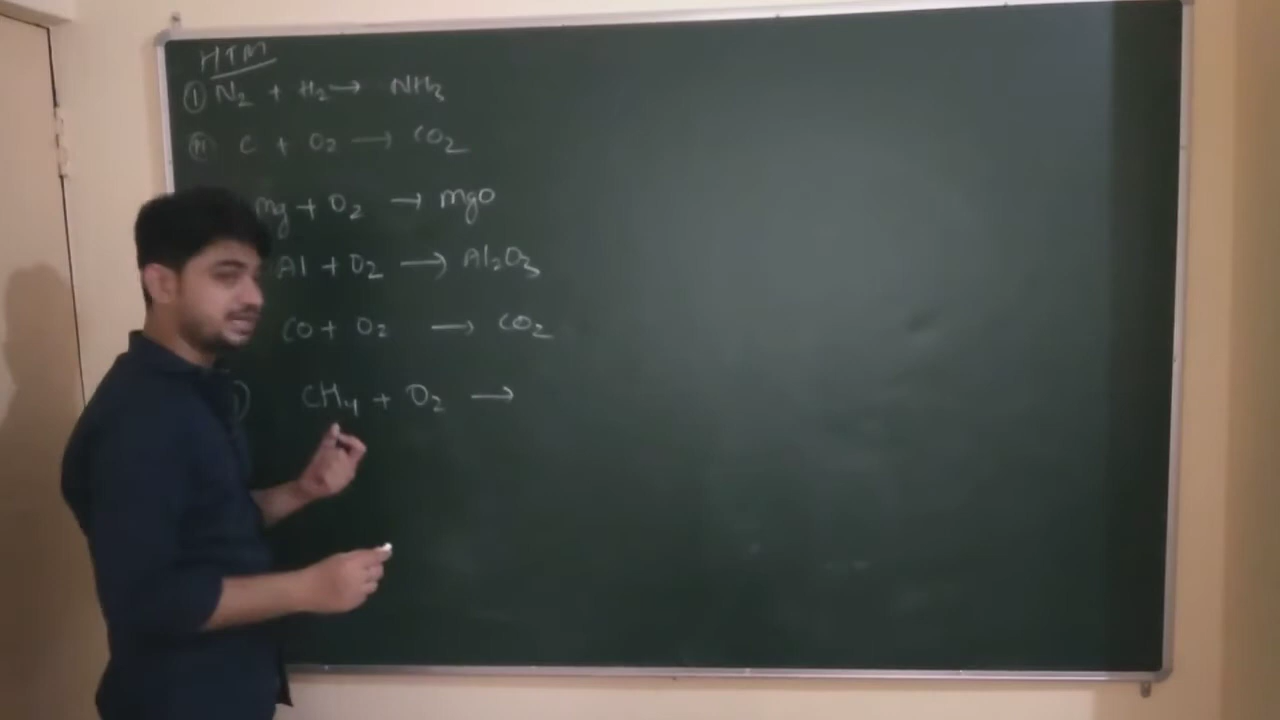 HTM
① N₂ + H₂ → NH₃
C + O₂ → CO₂
Mg + O₂ → MgO
Al + O₂ → Al₂O₃
CO + O₂ → CO₂
CH₄ + O₂ →